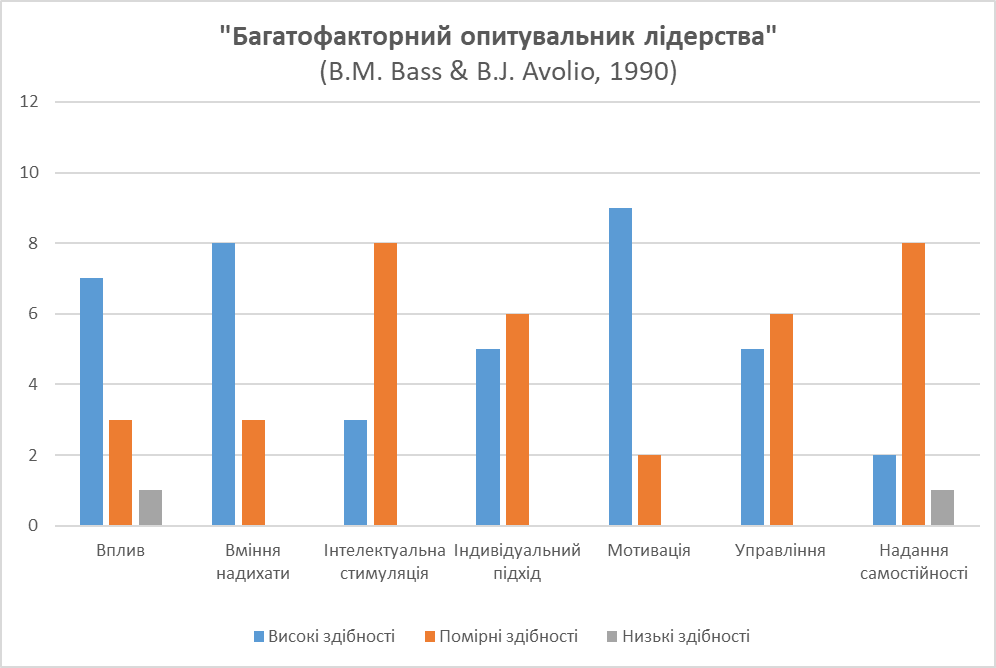 "Багатофакторний опитувальник лідерства"
(B.M. Bass & B.J. Avolio, 1990)
12
10
8
6
4
2
0
Вплив
Вміння
надихати
Інтелектуальна
стимуляція
Індивідуальний
підхід
Мотивація
Управління
Надання
самостійності
Високі здібності
Помірні здібності
Низькі здібності